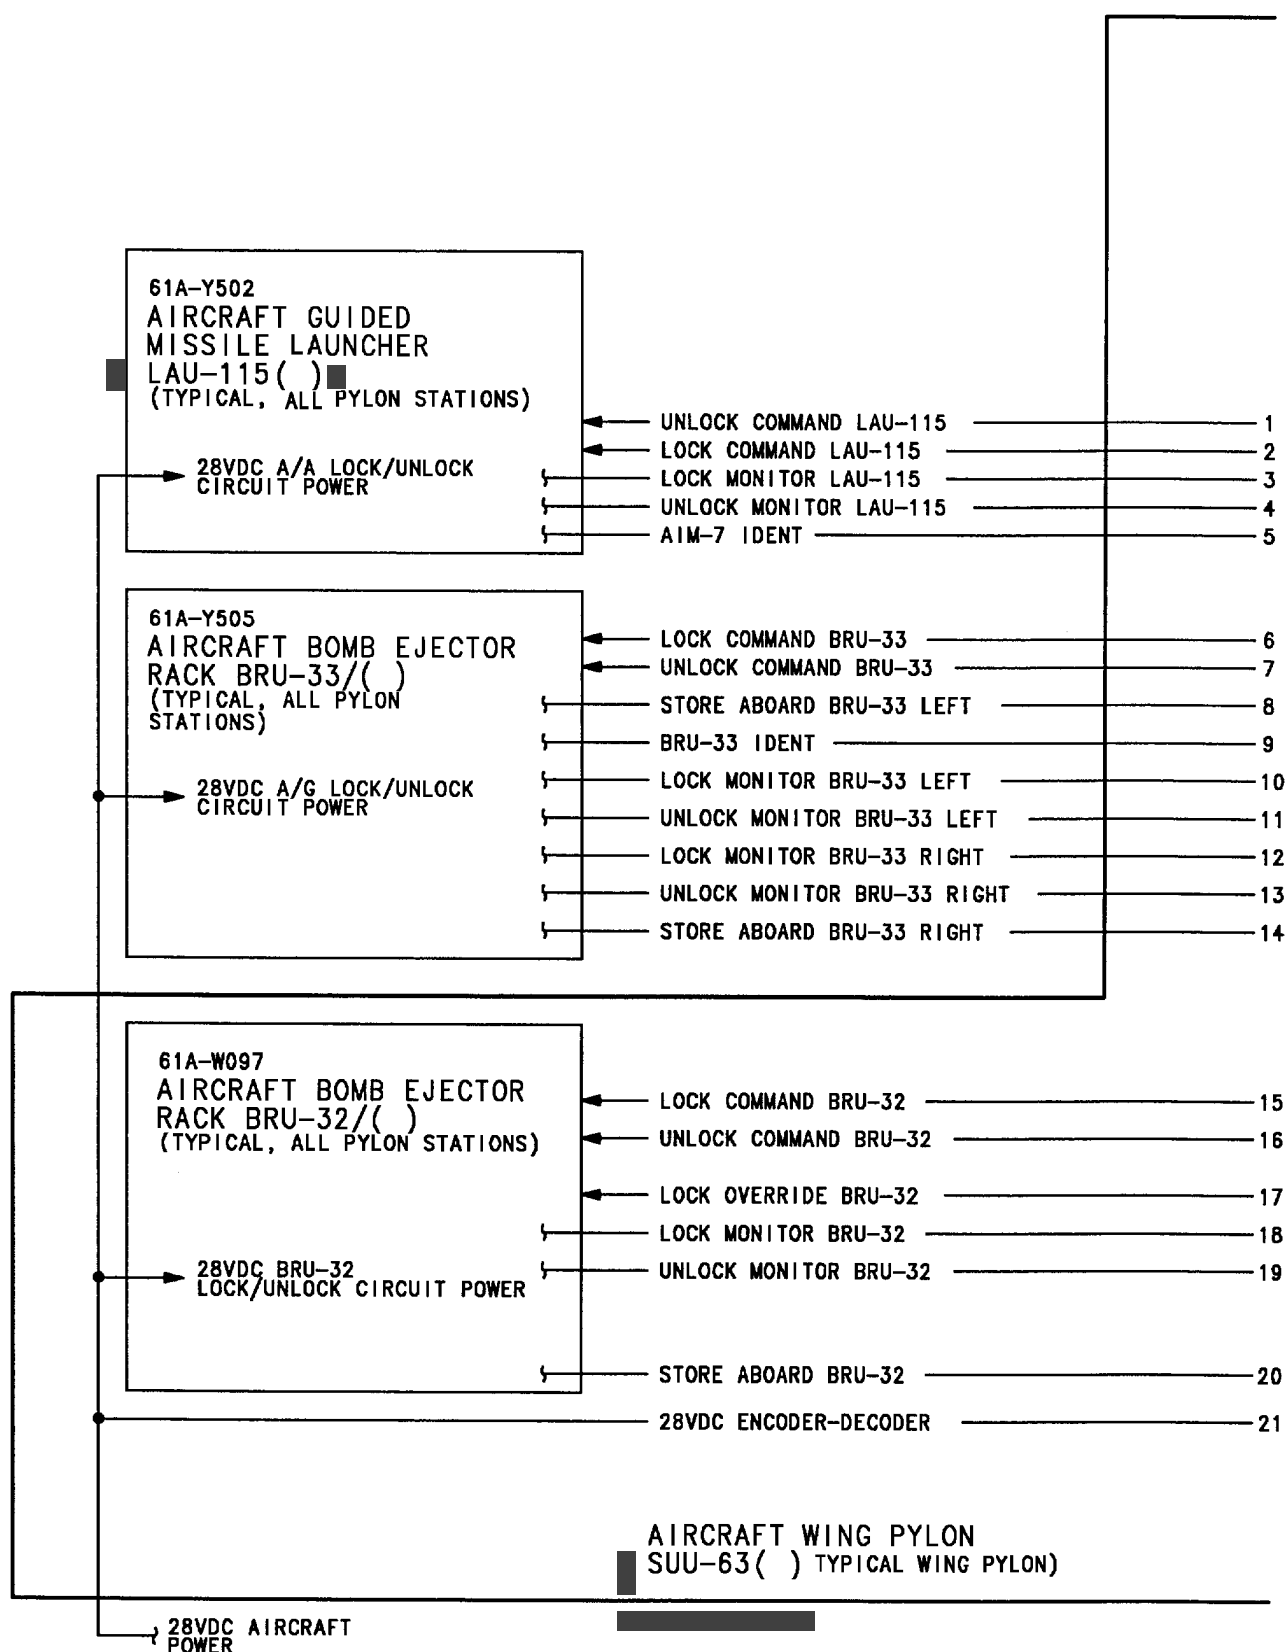 61A-Y502
AIRCRAFT GUIDED
MISSILE LAUNCHER
LAU-115( )
(TYPICAL, ALL PYLON STATIONS)
28VDC A/A LOCK/UNLOCK
CIRCUIT POWER
UNLOCK COMMAND LAU-115 1
LOCK COMMAND LAU-115 2
LOCK MONITOR LAU-115 3
UNLOCK MONITOR LAU-115 4
AIM-7 IDENT 5
61A-Y505
AIRCRAFT BOMB EJECTOR
RACK BRU-33/( )
(TYPICAL, ALL PYLON
STATIONS)
28VDC A/G LOCK/UNLOCK
CIRCUIT POWER
LOCK COMMAND BRU-33 6
UNLOCK COMMAND BRU-33 7
STORE ABOARD BRU-33 LEFT 8
BRU-33 IDENT 9
LOCK MONITOR BRU-33 LEFT 10
UNLOCK MONITOR BRU-33 LEFT 11
LOCK MONITOR BRU-33 RIGHT 12
UNLOCK MONITOR BRU-33 RIGHT 13
STORE ABOARD BRU-33 RIGHT 14
61A-W097
AIRCRAFT BOMB EJECTOR
RACK BRU-32/( )
(TYPICAL, ALL PYLON STATIONS)
28VDC BRU-32
LOCK/UNLOCK CIRCUIT POWER
LOCK COMMAND BRU-32 15
UNLOCK COMMAND BRU-32 16
LOCK OVERRIDE BRU-32 17
LOCK MONITOR BRU-32 18
UNLOCK MONITOR BRU-32 19
STORE ABOARD BRU-32 20
28VDC ENCODER-DECODER 21
AIRCRAFT WING PYLON
SUU-63( ) TYPICAL WING PYLON)
28VDC AIRCRAFT
POWER